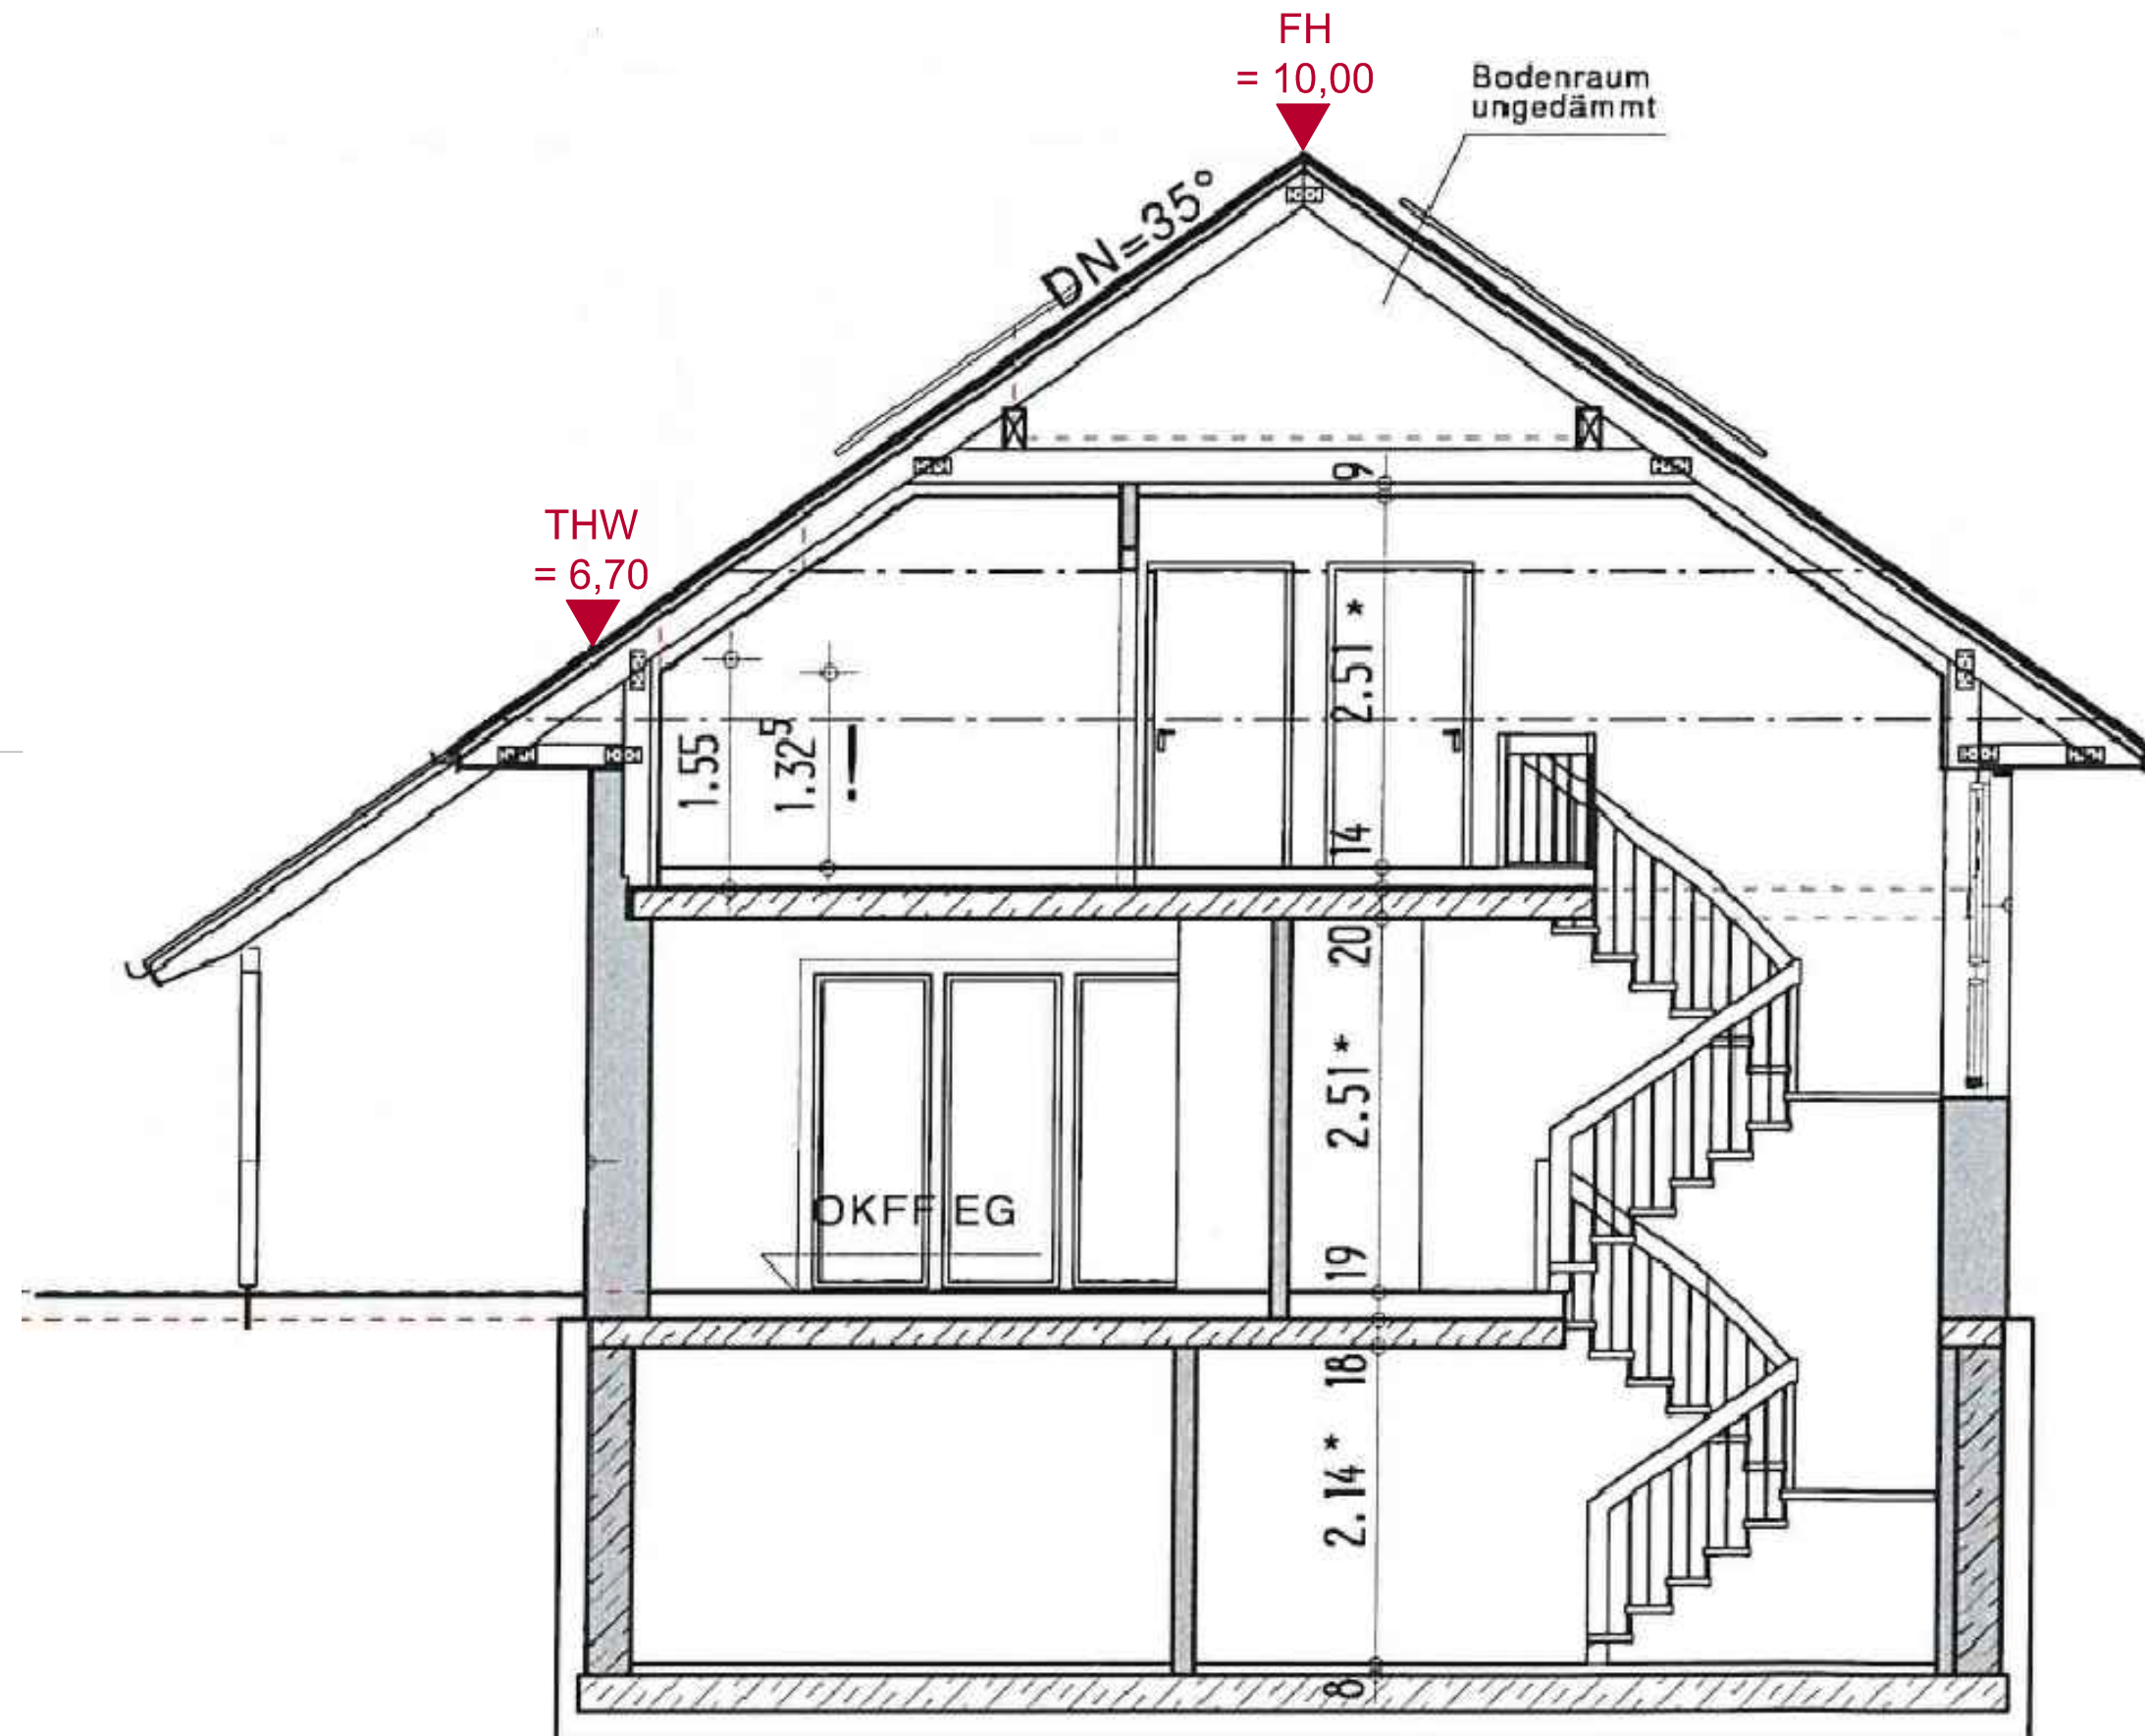 FH
= 10,00
Bodenraum
ungedämmt
DN=35°
THW
= 6,70
9
2.51 *
1.55
1.32⁵
!
14
20
2.51 *
OKFF EG
19
18
2.14 *
8